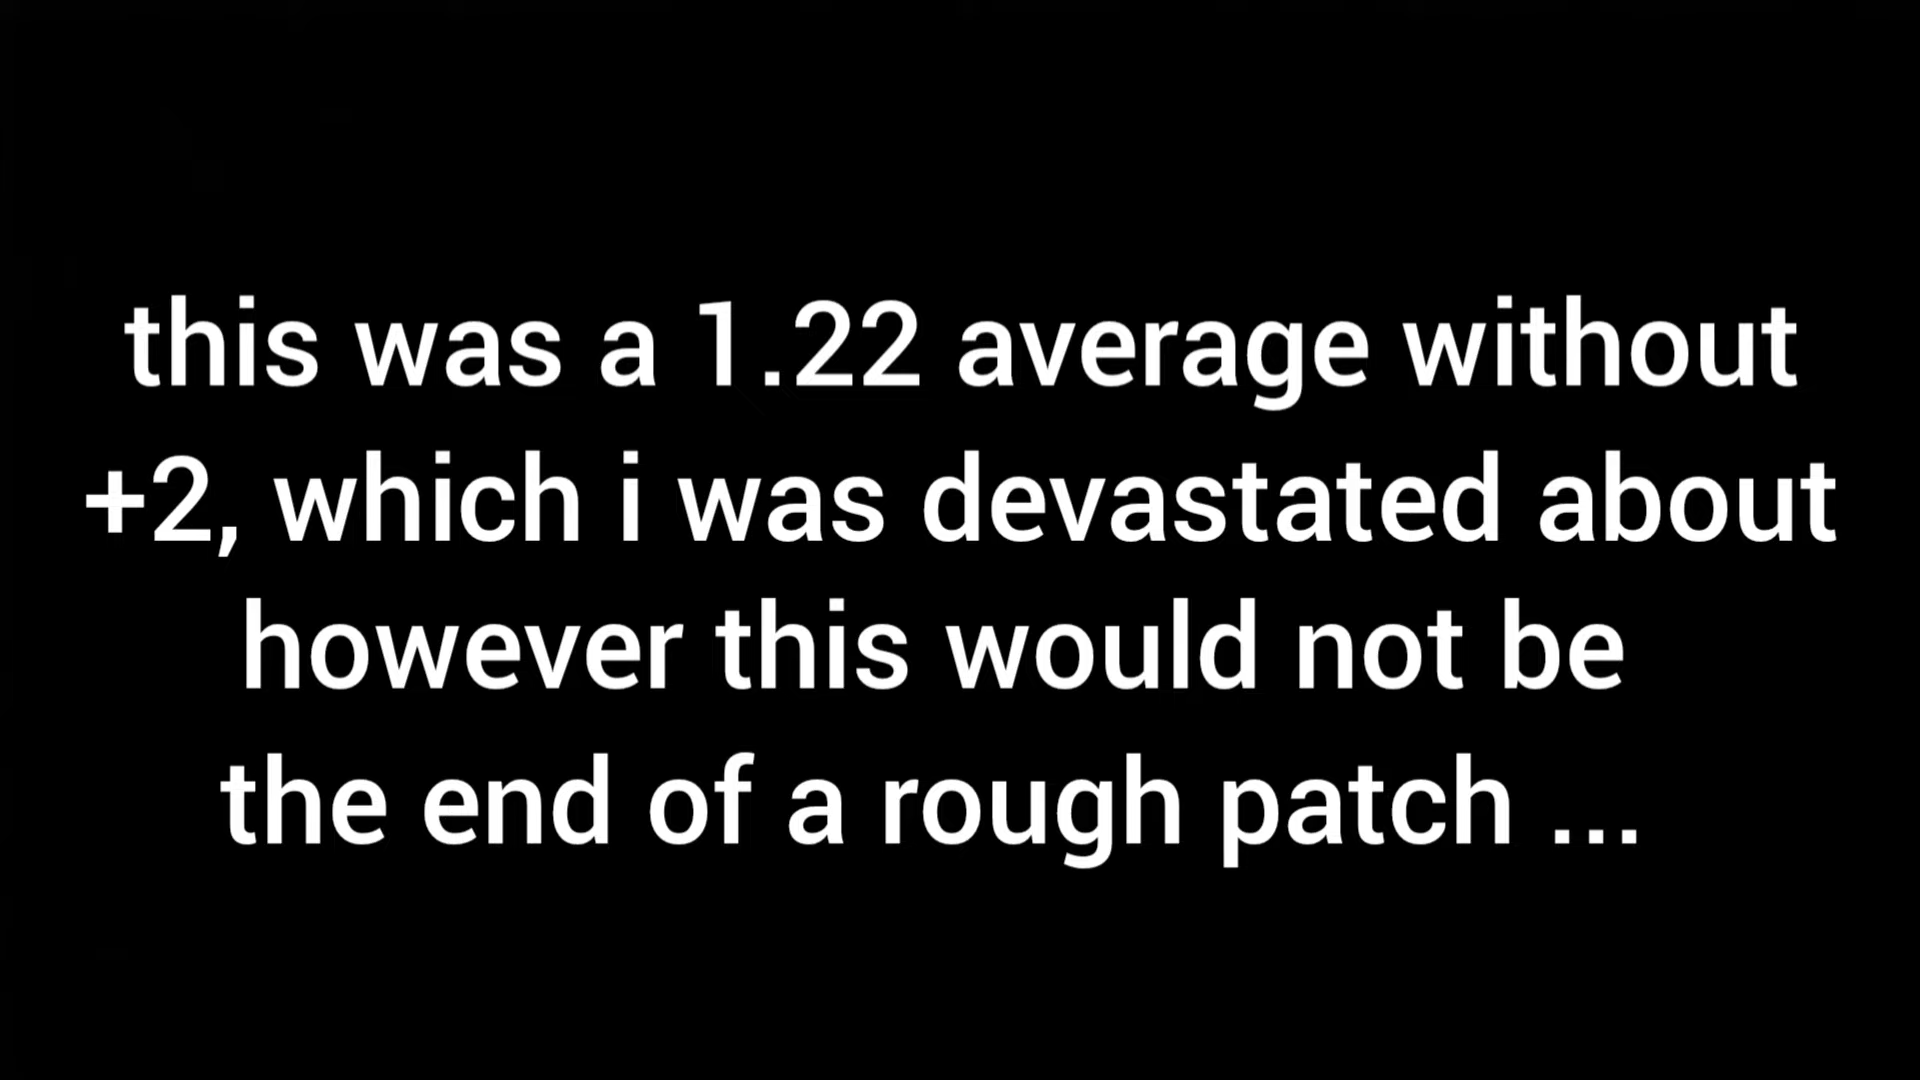 this was a 1.22 average without
+2, which i was devastated about
however this would not be
the end of a rough patch ...